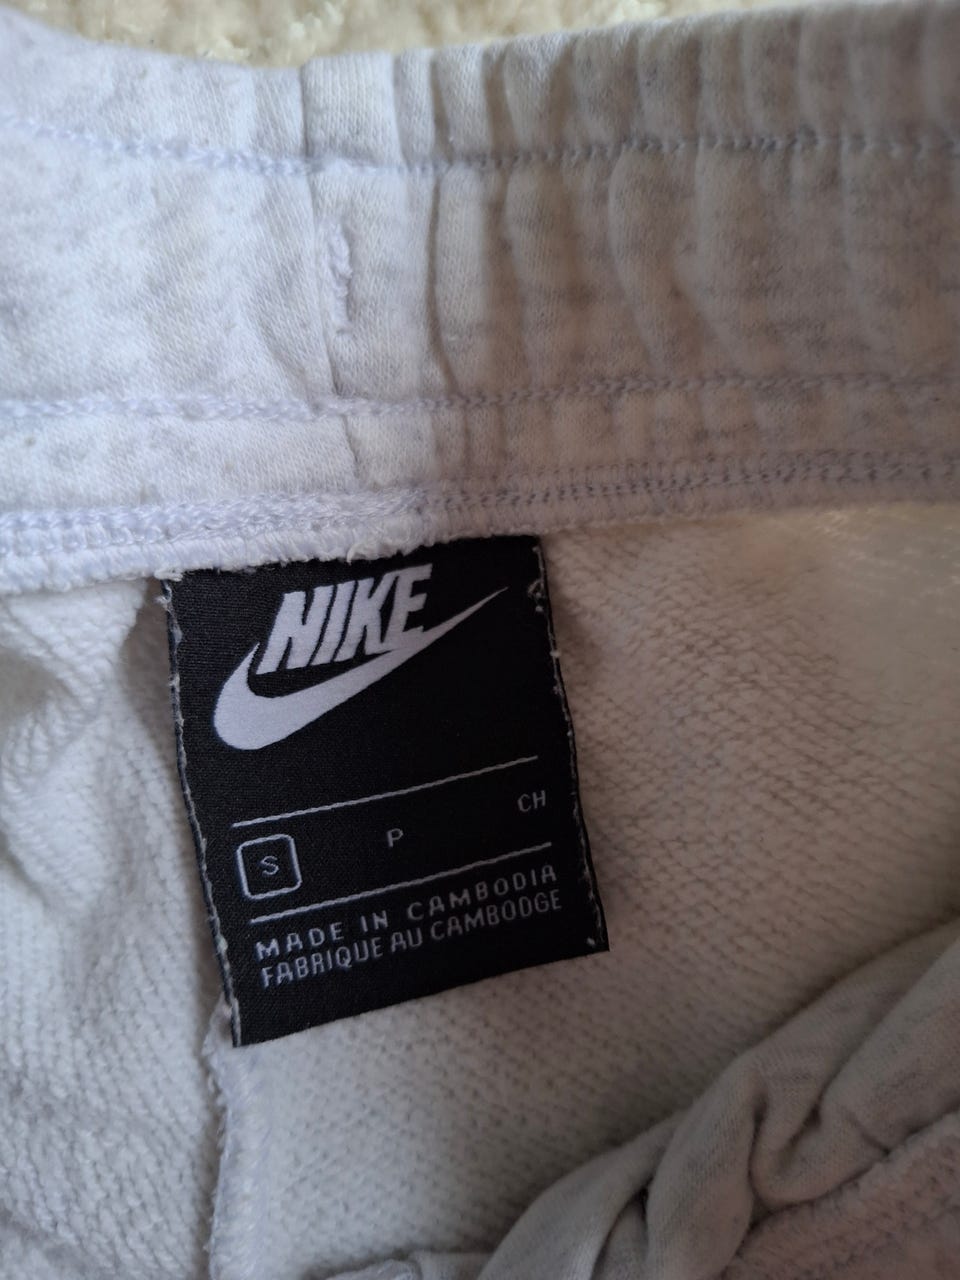 NIKE
S P CH
MADE IN CAMBODIA
FABRIQUE AU CAMBODGE